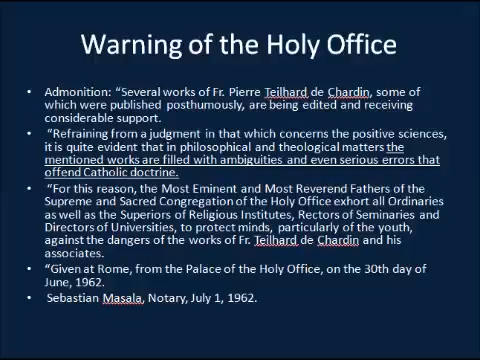 Warning of the Holy Office
• Admonition: “Several works of Fr. Pierre Teilhard de Chardin, some of
which were published posthumously, are being edited and receiving
considerable support.
• “Refraining from a judgment in that which concerns the positive sciences,
it is quite evident that in philosophical and theological matters the
mentioned works are filled with ambiguities and even serious errors that
offend Catholic doctrine.
• “For this reason, the Most Eminent and Most Reverend Fathers of the
Supreme and Sacred Congregation of the Holy Office exhort all Ordinaries
as well as the Superiors of Religious Institutes, Rectors of Seminaries and
Directors of Universities, to protect minds, particularly of the youth,
against the dangers of the works of Fr. Teilhard de Chardin and his
associates.
• “Given at Rome, from the Palace of the Holy Office, on the 30th day of
June, 1962.
• Sebastian Masala, Notary, July 1, 1962.